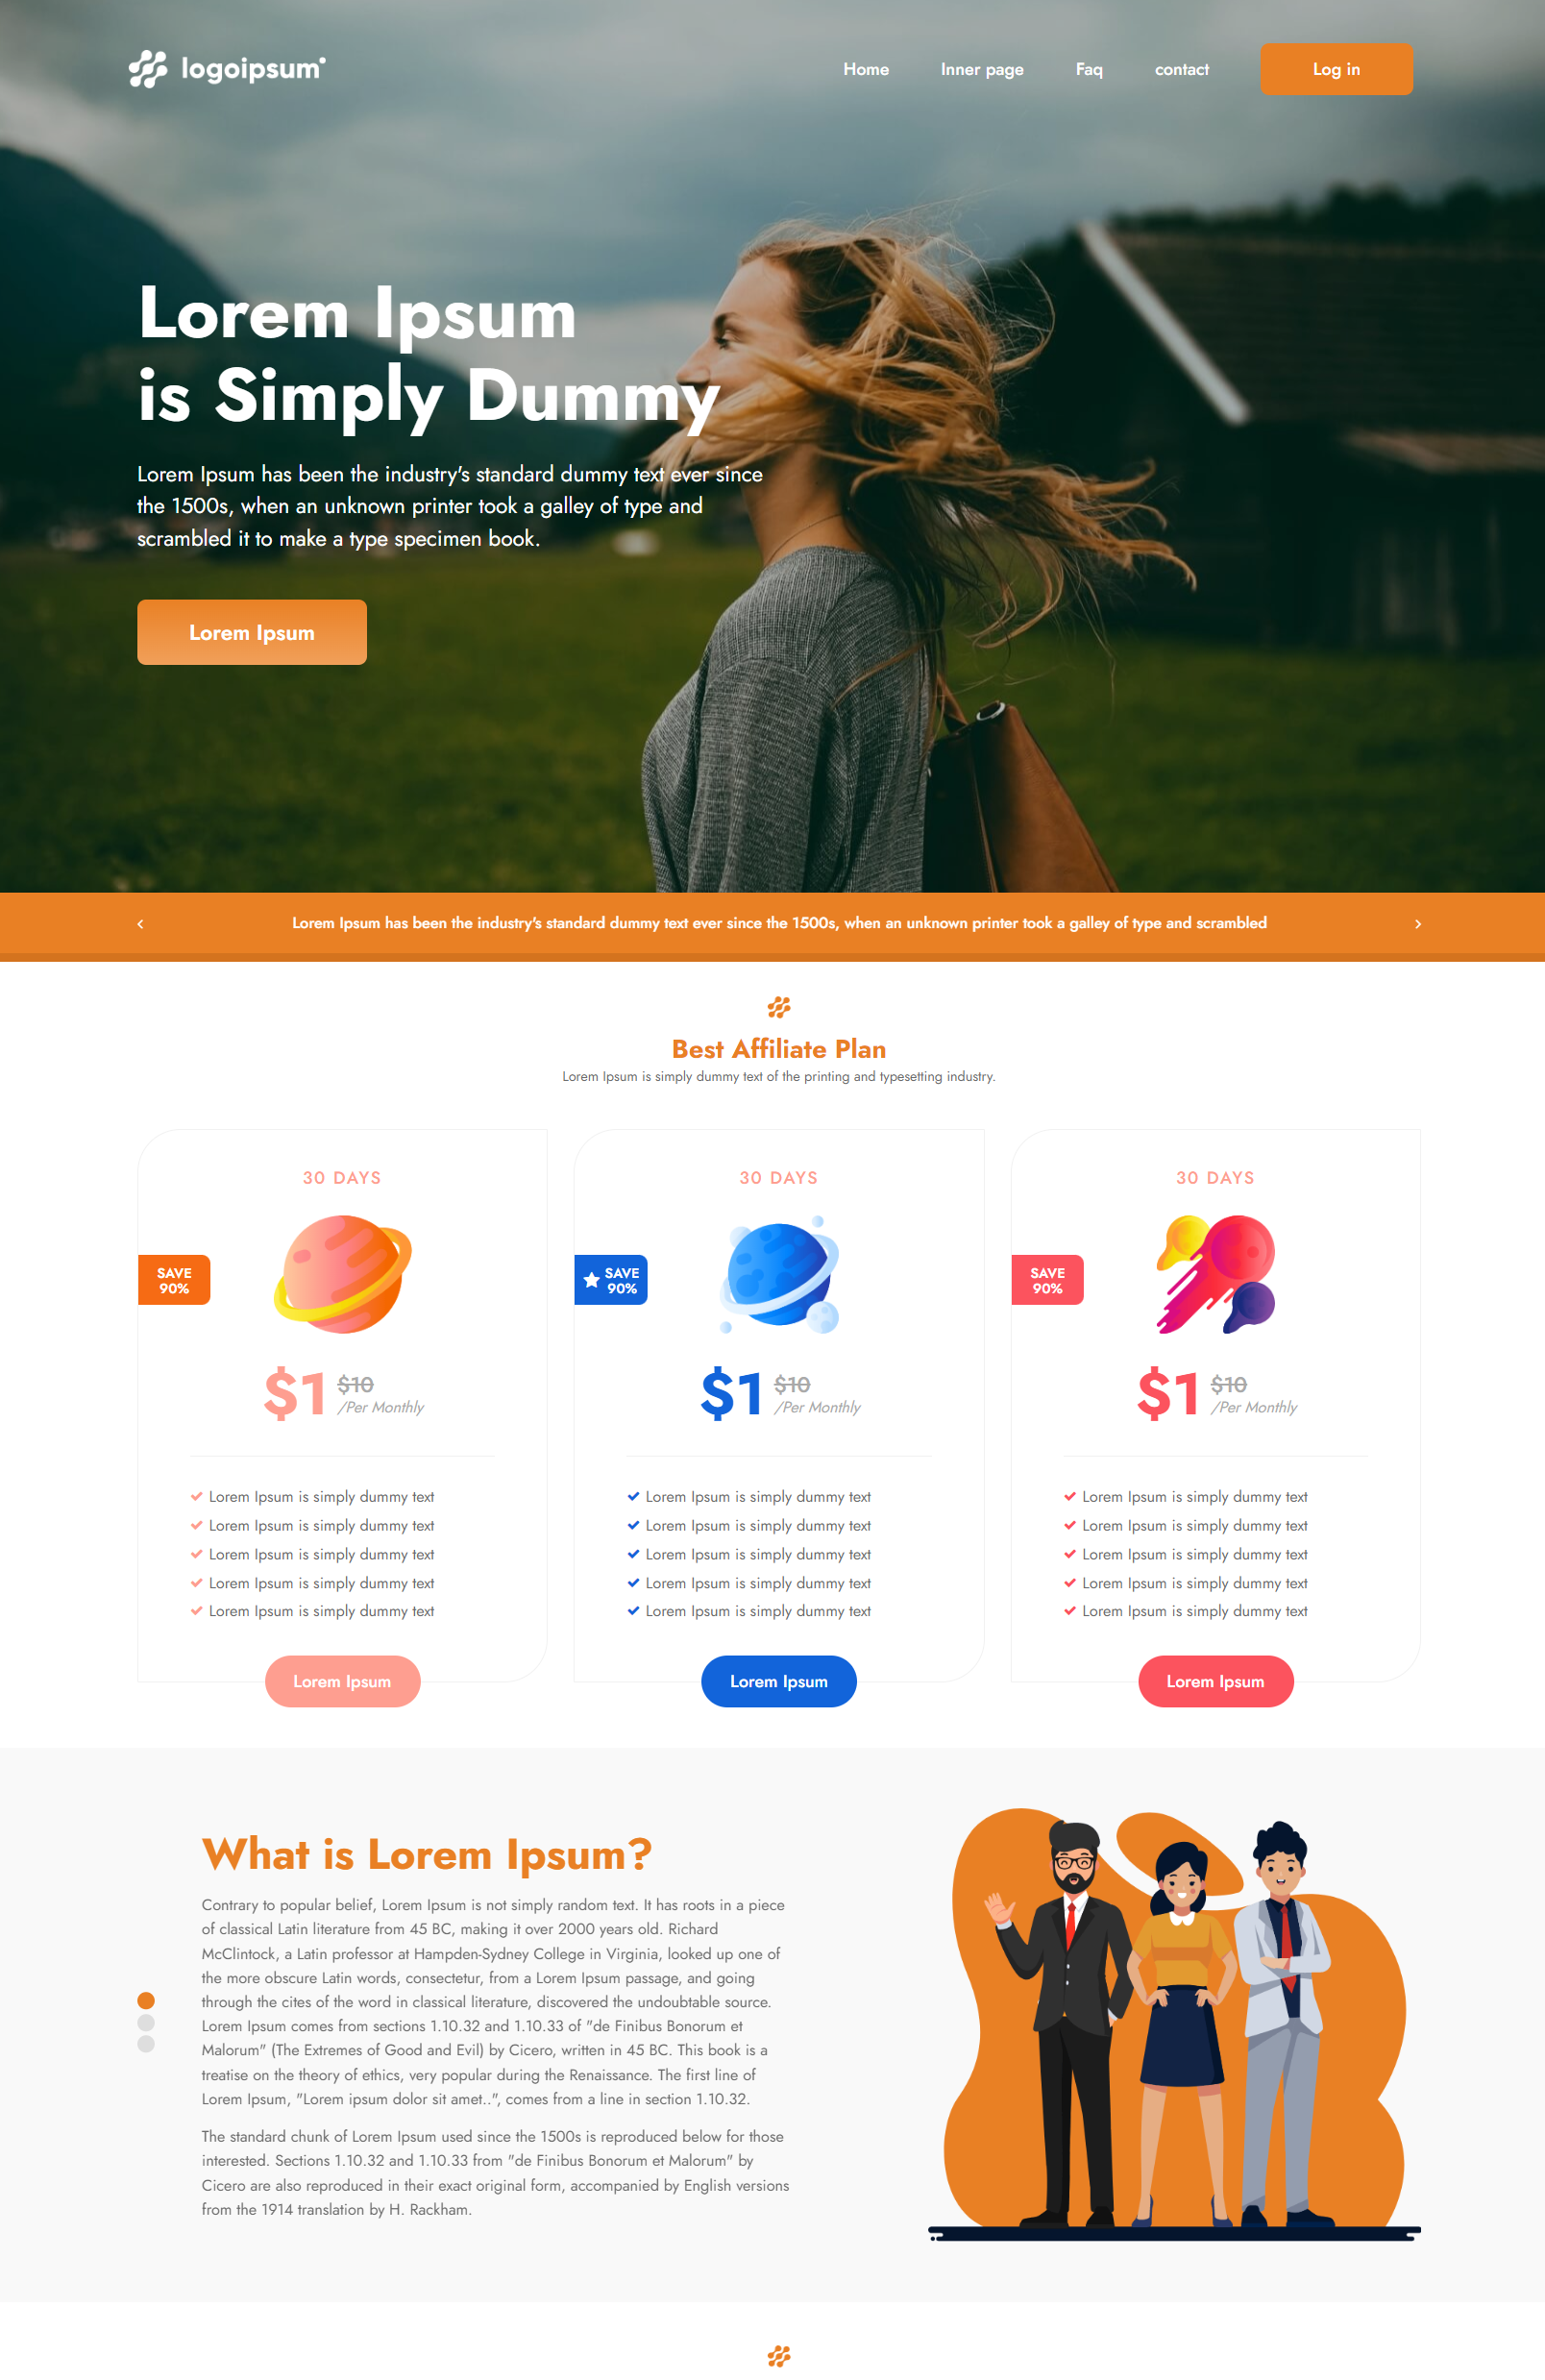 logoipsum
Home
Inner page
Faq
contact
Log in
Lorem Ipsum
is Simply Dummy
Lorem Ipsum has been the industry's standard dummy text ever since
the 1500s, when an unknown printer took a galley of type and
scrambled it to make a type specimen book.
Lorem Ipsum
Lorem Ipsum has been the industry's standard dummy text ever since the 1500s, when an unknown printer took a galley of type and scrambled
Best Affiliate Plan
Lorem Ipsum is simply dummy text of the printing and typesetting industry.
30 DAYS
SAVE
90%
$1
$10
/Per Monthly
Lorem Ipsum is simply dummy text
Lorem Ipsum is simply dummy text
Lorem Ipsum is simply dummy text
Lorem Ipsum is simply dummy text
Lorem Ipsum is simply dummy text
Lorem Ipsum
30 DAYS
SAVE
90%
$1
$10
/Per Monthly
Lorem Ipsum is simply dummy text
Lorem Ipsum is simply dummy text
Lorem Ipsum is simply dummy text
Lorem Ipsum is simply dummy text
Lorem Ipsum is simply dummy text
Lorem Ipsum
30 DAYS
SAVE
90%
$1
$10
/Per Monthly
Lorem Ipsum is simply dummy text
Lorem Ipsum is simply dummy text
Lorem Ipsum is simply dummy text
Lorem Ipsum is simply dummy text
Lorem Ipsum is simply dummy text
Lorem Ipsum
What is Lorem Ipsum?
Contrary to popular belief, Lorem Ipsum is not simply random text. It has roots in a piece
of classical Latin literature from 45 BC, making it over 2000 years old. Richard
McClintock, a Latin professor at Hampden-Sydney College in Virginia, looked up one of
the more obscure Latin words, consectetur, from a Lorem Ipsum passage, and going
through the cites of the word in classical literature, discovered the undoubtable source.
Lorem Ipsum comes from sections 1.10.32 and 1.10.33 of "de Finibus Bonorum et
Malorum" (The Extremes of Good and Evil) by Cicero, written in 45 BC. This book is a
treatise on the theory of ethics, very popular during the Renaissance. The first line of
Lorem Ipsum, "Lorem ipsum dolor sit amet..", comes from a line in section 1.10.32.
The standard chunk of Lorem Ipsum used since the 1500s is reproduced below for those
interested. Sections 1.10.32 and 1.10.33 from "de Finibus Bonorum et Malorum" by
Cicero are also reproduced in their exact original form, accompanied by English versions
from the 1914 translation by H. Rackham.